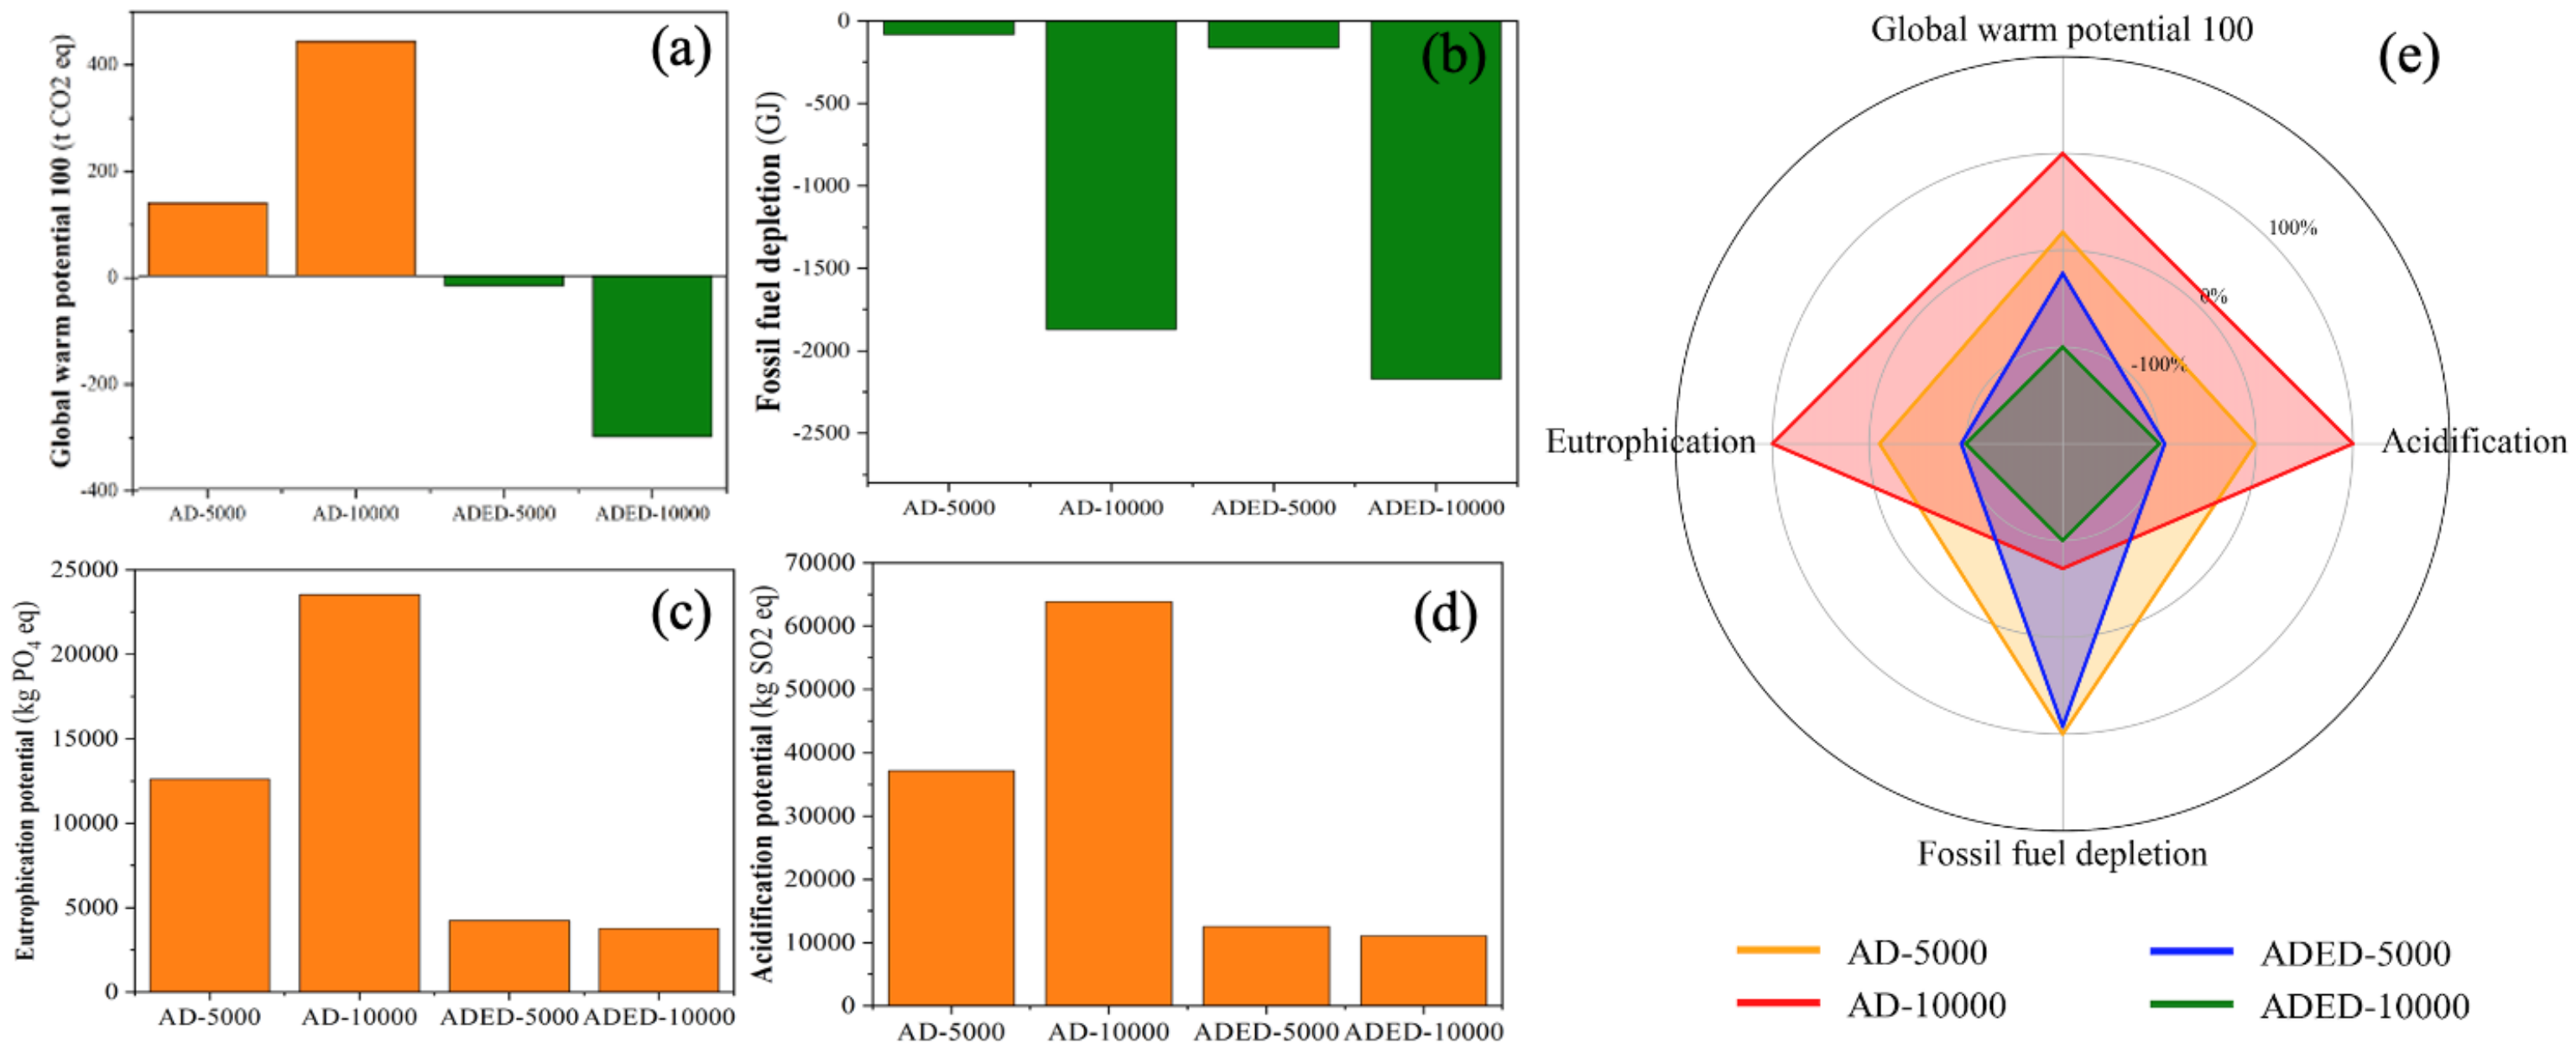 (a)
Global warm potential 100 (t CO2 eq)
400
200
0
-200
-400
AD-5000 AD-10000 ADED-5000 ADED-10000
(b)
Fossil fuel depletion (GJ)
0
-500
-1000
-1500
-2000
-2500
AD-5000 AD-10000 ADED-5000 ADED-10000
(c)
Eutrophication potential (kg PO₄ eq)
25000
20000
15000
10000
5000
0
AD-5000 AD-10000 ADED-5000 ADED-10000
(d)
Acidification potential (kg SO2 eq)
70000
60000
50000
40000
30000
20000
10000
0
AD-5000 AD-10000 ADED-5000 ADED-10000
(e)
Global warm potential 100
100%
0%
-100%
Eutrophication
Acidification
Fossil fuel depletion
AD-5000 ADED-5000
AD-10000 ADED-10000